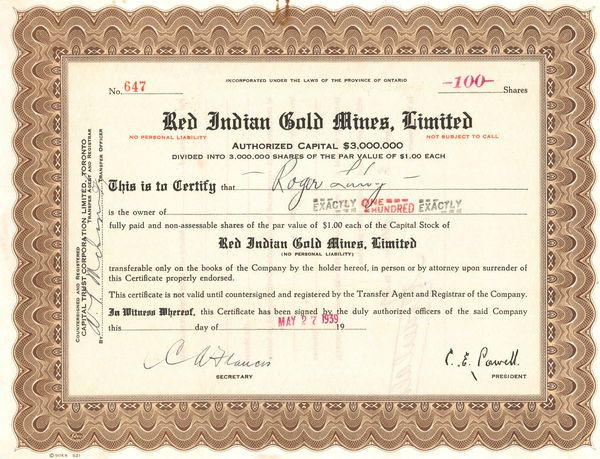 INCORPORATED UNDER THE LAWS OF THE PROVINCE OF ONTARIO
No. 647
-100- Shares
Red Indian Gold Mines, Limited
NO PERSONAL LIABILITY
NOT SUBJECT TO CALL
AUTHORIZED CAPITAL $3,000,000
DIVIDED INTO 3,000,000 SHARES OF THE PAR VALUE OF $1.00 EACH
This is to Certify that - Roger Lévy -
is the owner of EXACTLY ONE HUNDRED EXACTLY
fully paid and non-assessable shares of the par value of $1.00 each of the Capital Stock of
Red Indian Gold Mines, Limited
(NO PERSONAL LIABILITY)
transferable only on the books of the Company by the holder hereof, in person or by attorney upon surrender of
this Certificate properly endorsed.
This certificate is not valid until countersigned and registered by the Transfer Agent and Registrar of the Company.
In Witness Whereof, this Certificate has been signed by the duly authorized officers of the said Company
this day of MAY 27 1939 19
C. A. Francis
SECRETARY
C. E. Powell
PRESIDENT
COUNTERSIGNED AND REGISTERED
CAPITAL TRUST CORPORATION LIMITED, TORONTO
TRANSFER AGENT AND REGISTRAR
BY
TRANSFER OFFICER